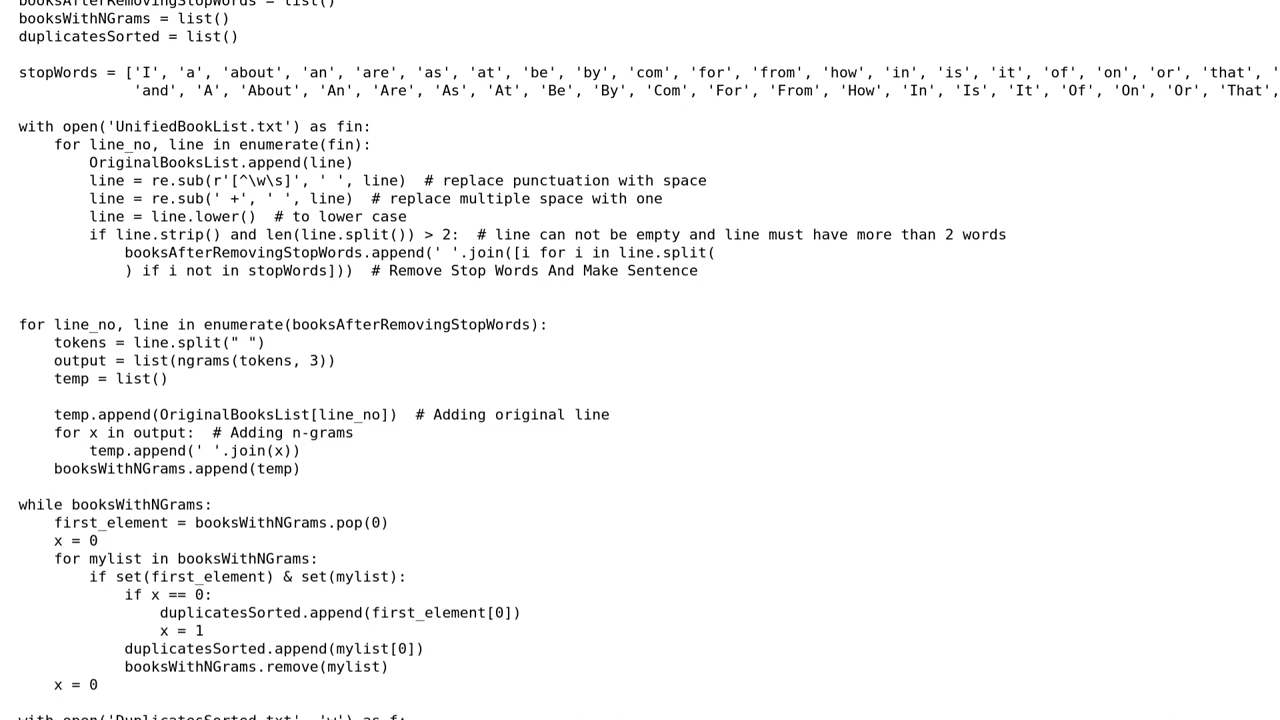 booksAfterRemovingStopWords = list()
booksWithNGrams = list()
duplicatesSorted = list()
stopWords = ['I', 'a', 'about', 'an', 'are', 'as', 'at', 'be', 'by', 'com', 'for', 'from', 'how', 'in', 'is', 'it', 'of', 'on', 'or', 'that', '
'and', 'A', 'About', 'An', 'Are', 'As', 'At', 'Be', 'By', 'Com', 'For', 'From', 'How', 'In', 'Is', 'It', 'Of', 'On', 'Or', 'That',
with open('UnifiedBookList.txt') as fin:
    for line_no, line in enumerate(fin):
        OriginalBooksList.append(line)
        line = re.sub(r'[^\w\s]', ' ', line)  # replace punctuation with space
        line = re.sub(' +', ' ', line)  # replace multiple space with one
        line = line.lower()  # to lower case
        if line.strip() and len(line.split()) > 2:  # line can not be empty and line must have more than 2 words
            booksAfterRemovingStopWords.append(' '.join([i for i in line.split(
            ) if i not in stopWords]))  # Remove Stop Words And Make Sentence
for line_no, line in enumerate(booksAfterRemovingStopWords):
    tokens = line.split(" ")
    output = list(ngrams(tokens, 3))
    temp = list()
    temp.append(OriginalBooksList[line_no])  # Adding original line
    for x in output:  # Adding n-grams
        temp.append(' '.join(x))
    booksWithNGrams.append(temp)
while booksWithNGrams:
    first_element = booksWithNGrams.pop(0)
    x = 0
    for mylist in booksWithNGrams:
        if set(first_element) & set(mylist):
            if x == 0:
                duplicatesSorted.append(first_element[0])
                x = 1
            duplicatesSorted.append(mylist[0])
            booksWithNGrams.remove(mylist)
    x = 0
with open('DuplicatesSorted.txt', 'w') as f: